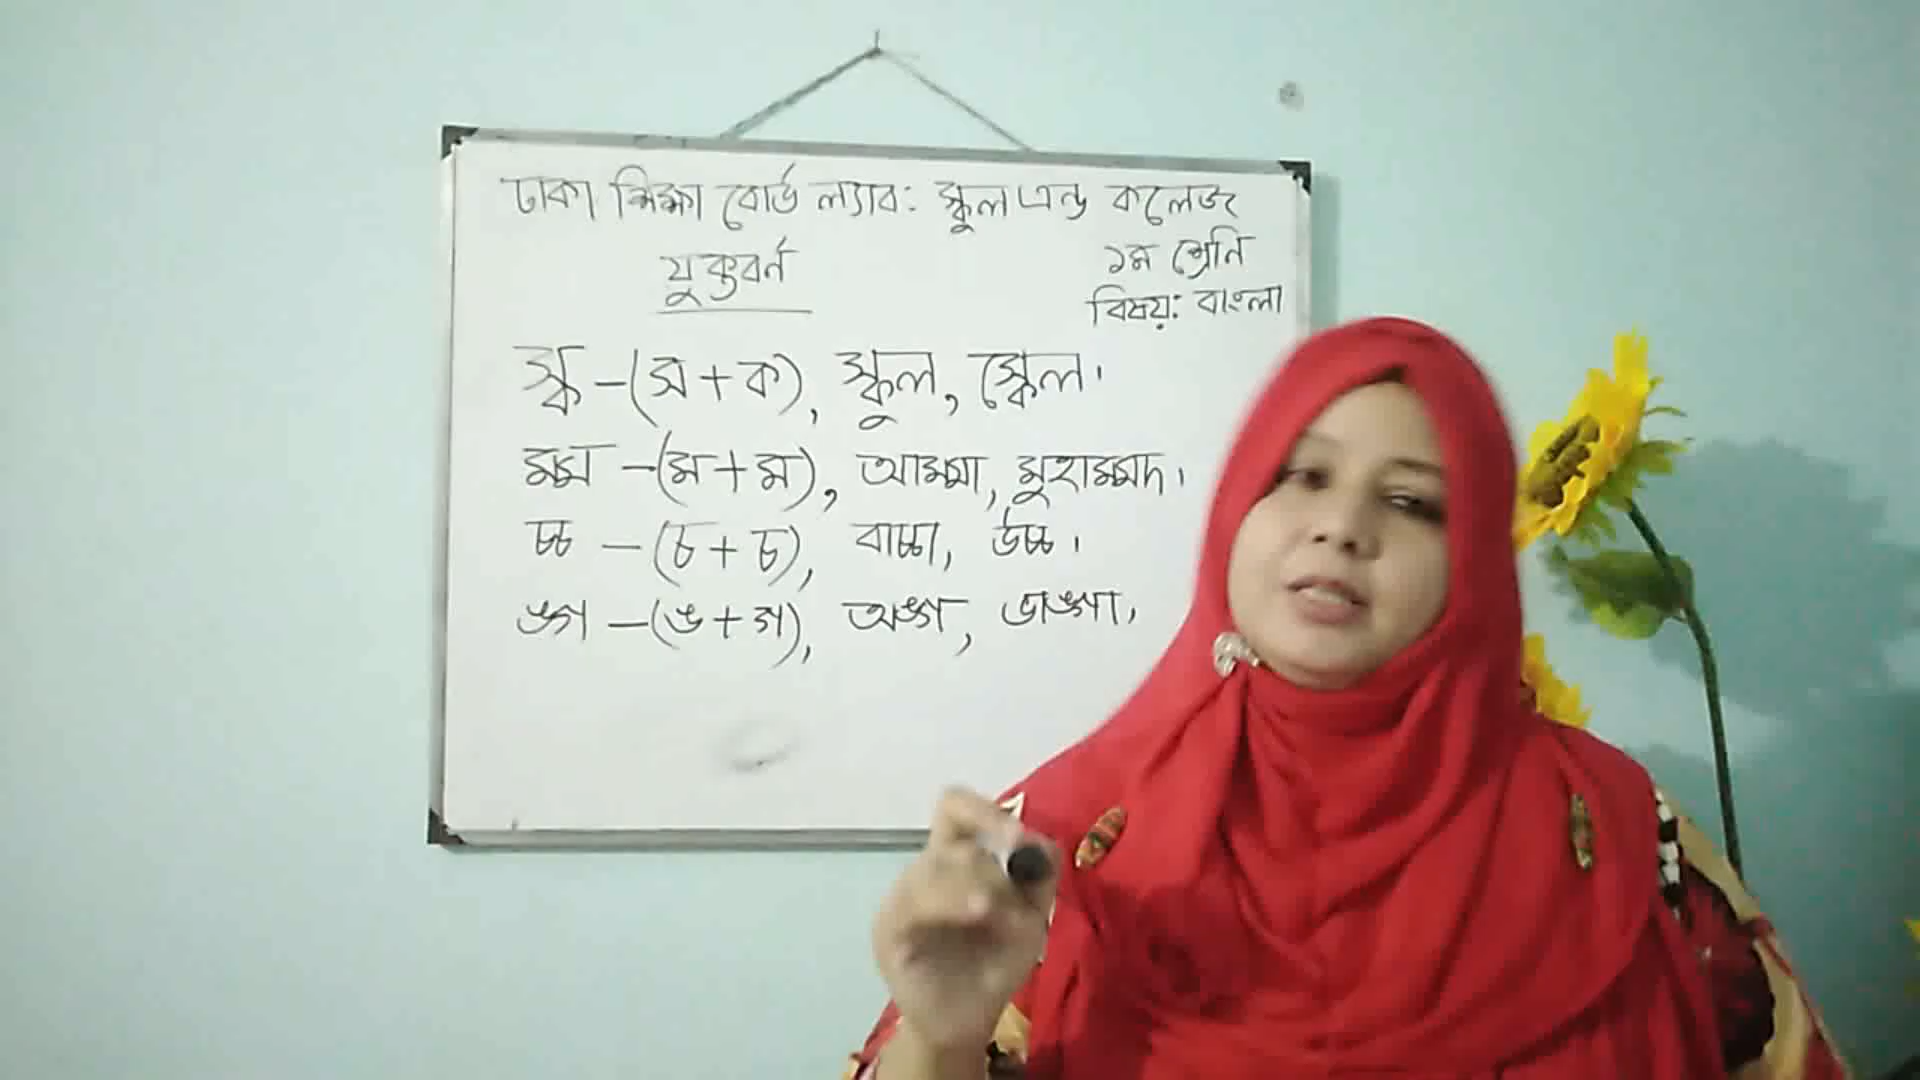 ঢাকা শিক্ষা বোর্ড ল্যাব: স্কুল এন্ড কলেজ
যুক্তবর্ন
১ম শ্রেনি
বিষয়: বাংলা
স্ক – (স + ক), স্কুল, স্কেল।
ম্ম – (ম + ম), আম্মা, মুহাম্মদ।
চ্চ – (চ + চ), বাচ্চা, উচ্চ।
ঙ্গ – (ঙ + গ), অঙ্গ, ভাঙ্গা,